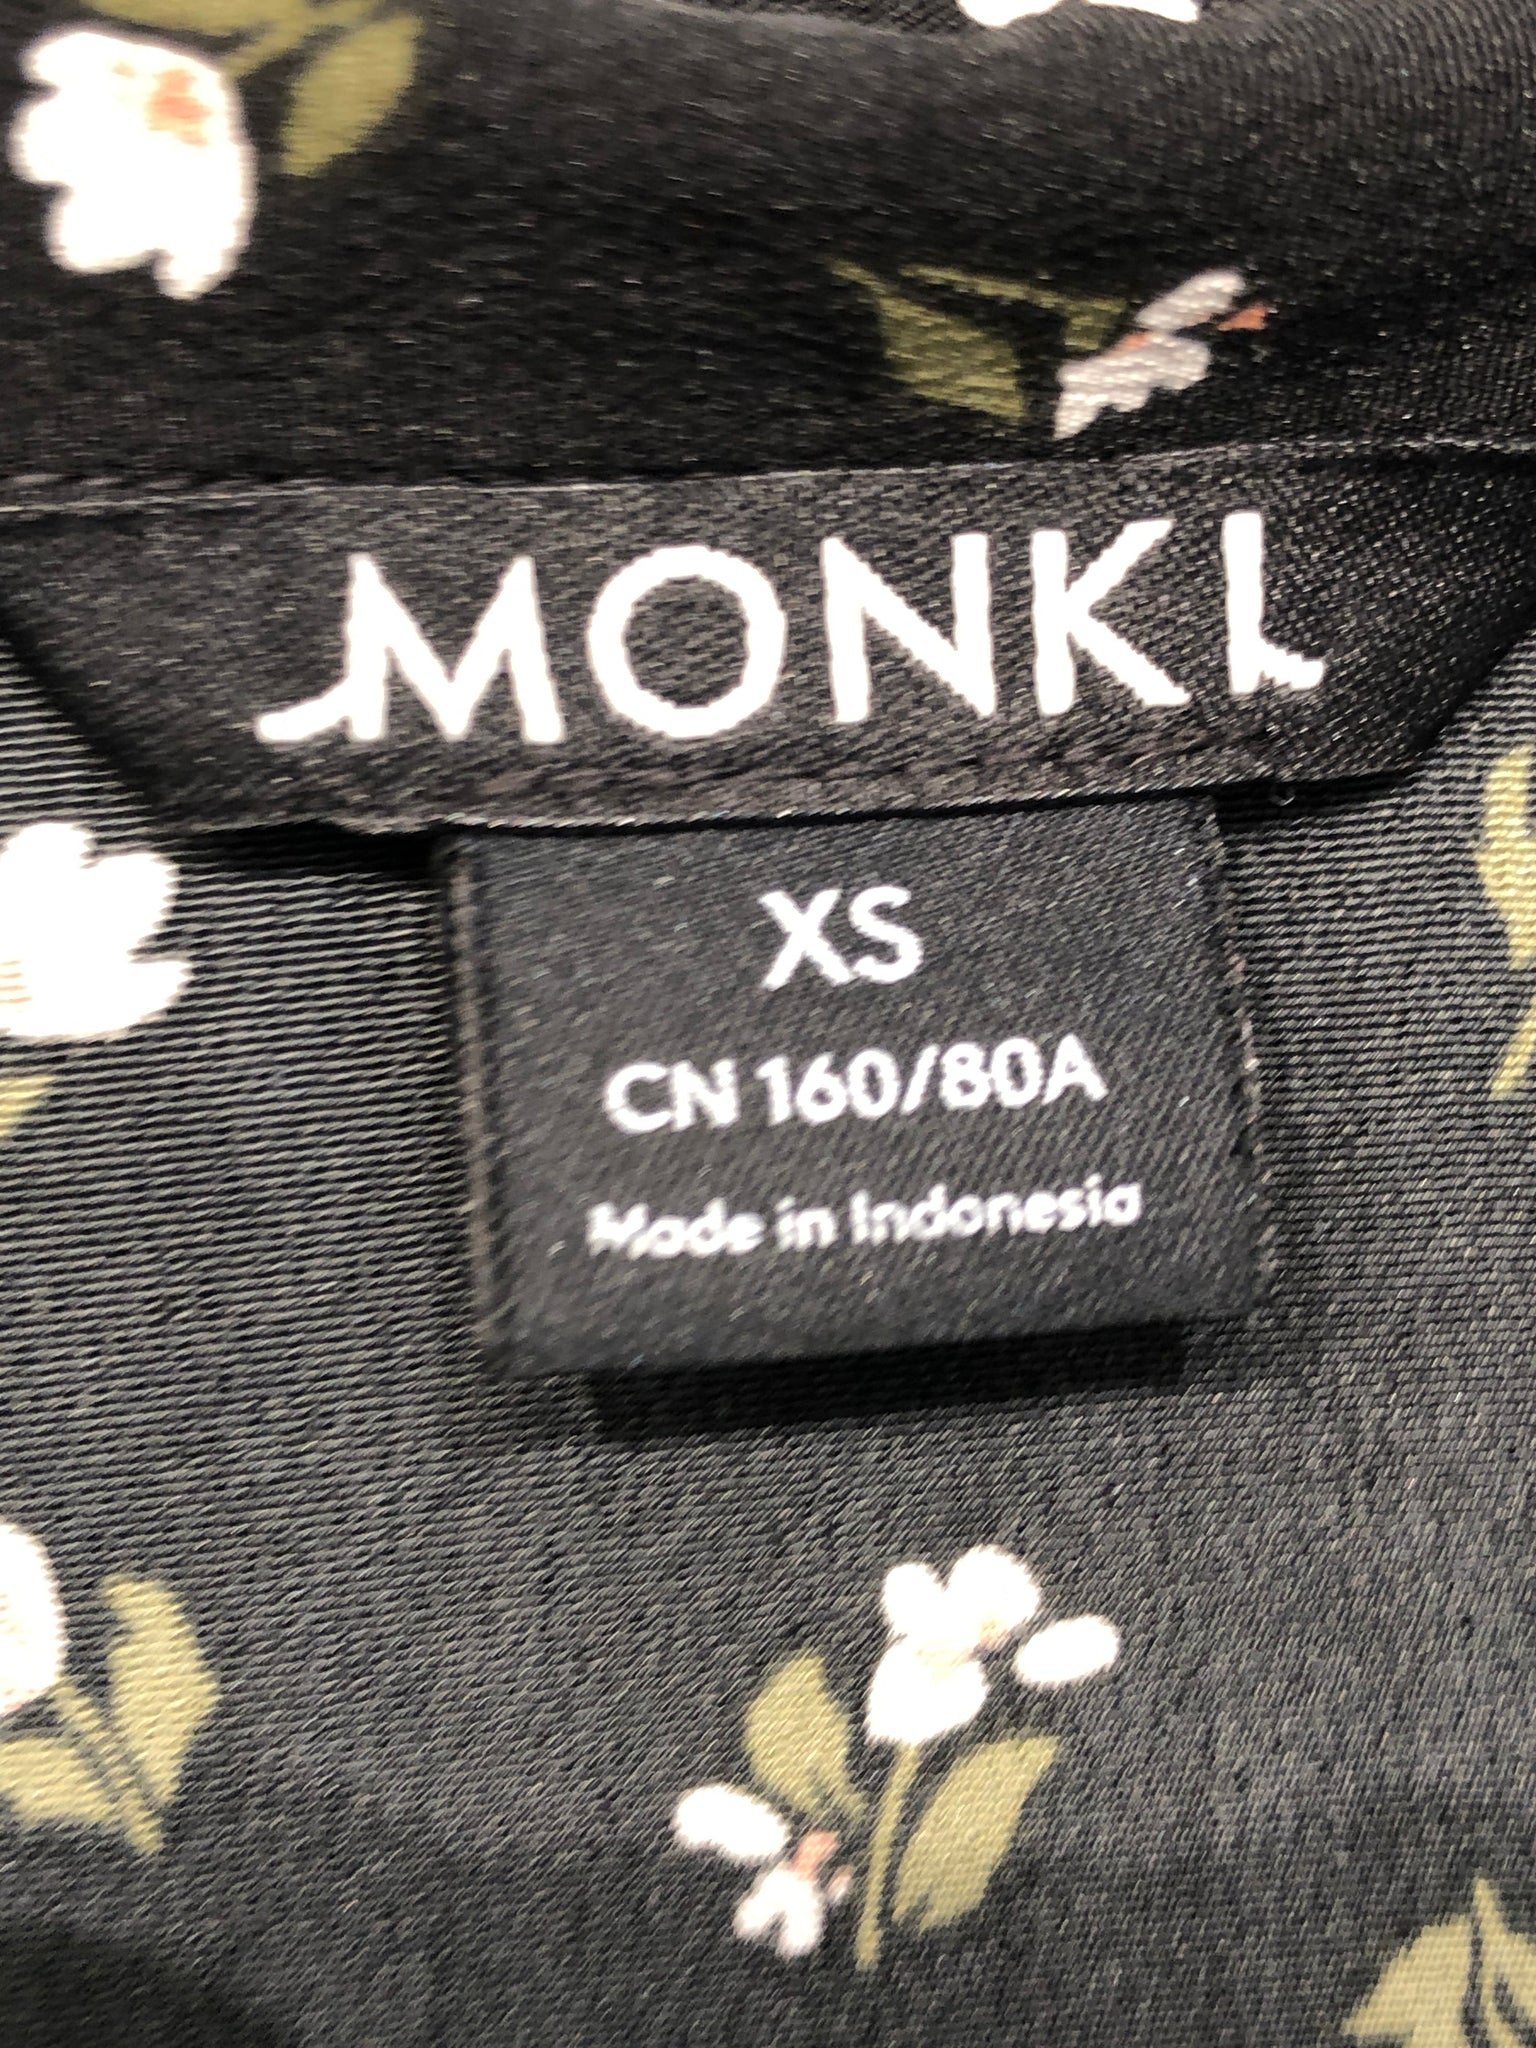 MONKI
XS
CN 160/80A
Made in Indonesia